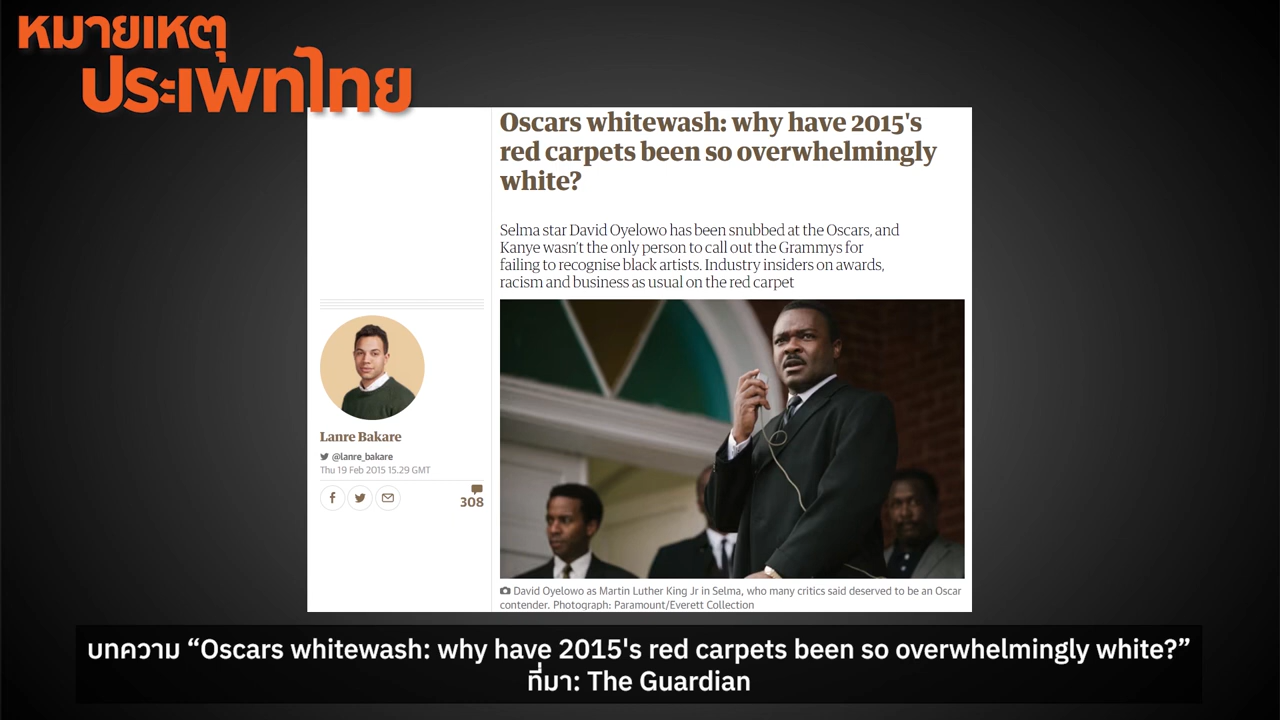 หมายเหตุ
ประเพทไทย
Oscars whitewash: why have 2015's
red carpets been so overwhelmingly
white?
Selma star David Oyelowo has been snubbed at the Oscars, and
Kanye wasn't the only person to call out the Grammys for
failing to recognise black artists. Industry insiders on awards,
racism and business as usual on the red carpet
Lanre Bakare
@lanre_bakare
Thu 19 Feb 2015 15.29 GMT
308
David Oyelowo as Martin Luther King Jr in Selma, who many critics said deserved to be an Oscar
contender. Photograph: Paramount/Everett Collection
บทความ “Oscars whitewash: why have 2015's red carpets been so overwhelmingly white?”
ที่มา: The Guardian